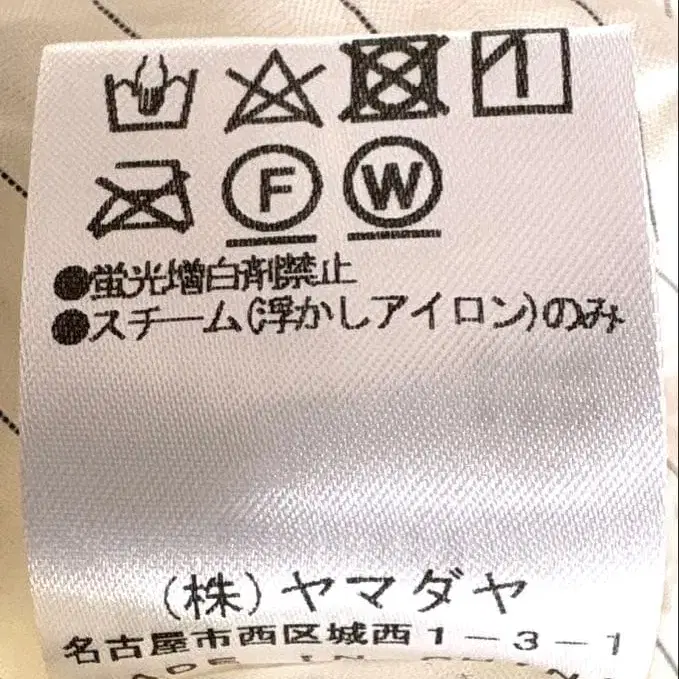 F W
●蛍光増白剤禁止
●スチーム(浮かしアイロン)のみ
(株)ヤマダヤ
名古屋市西区城西1-3-1